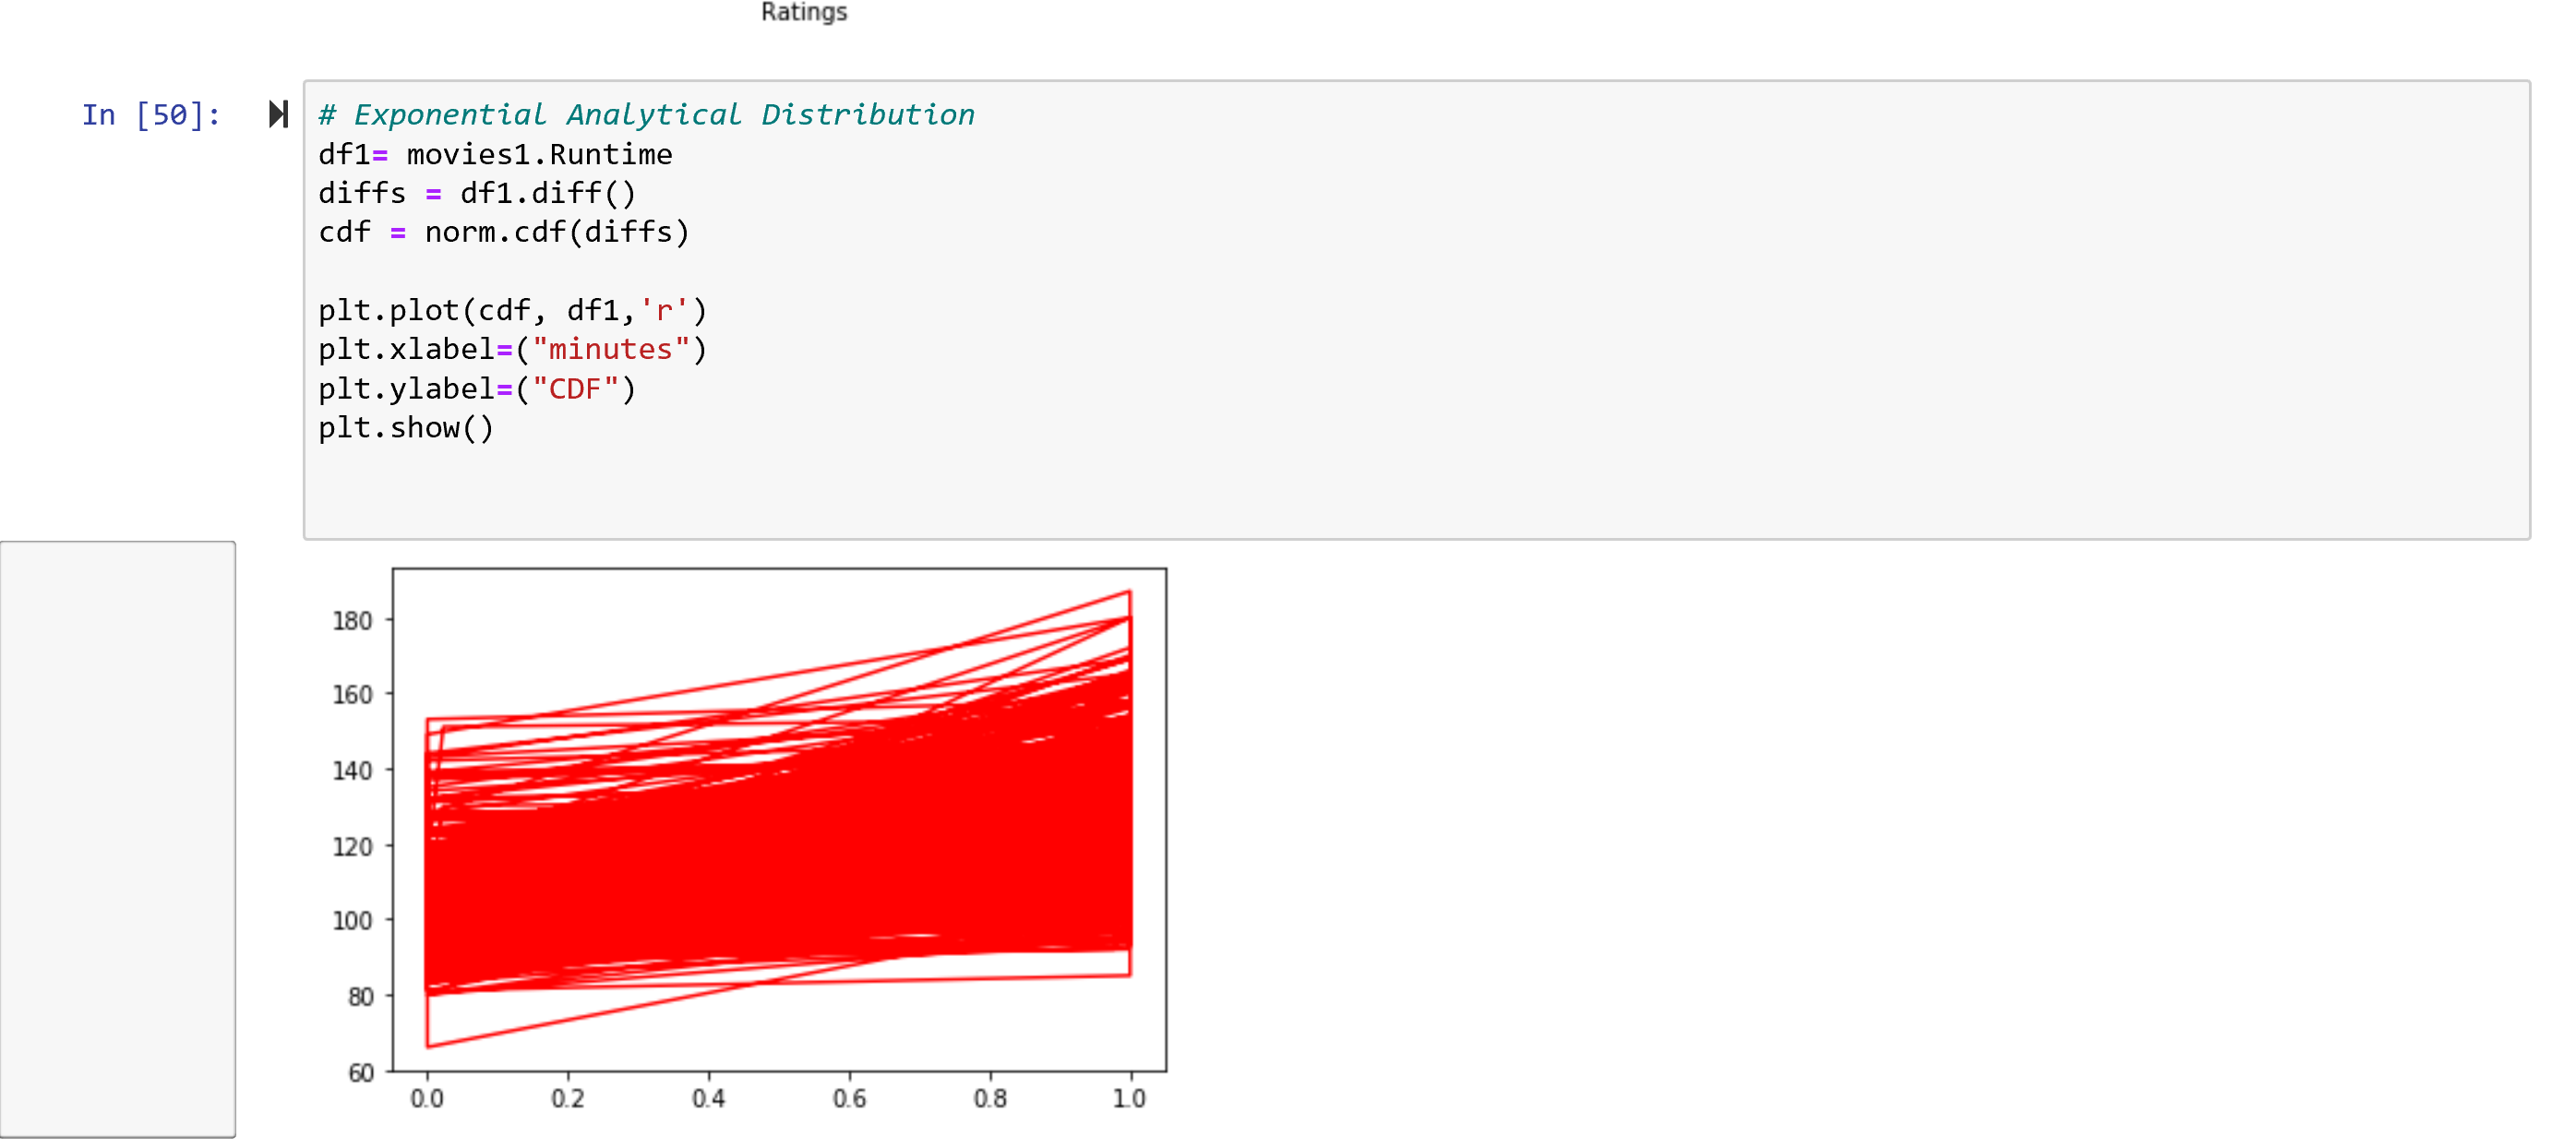 Ratings
In [50]:
# Exponential Analytical Distribution
df1= movies1.Runtime
diffs = df1.diff()
cdf = norm.cdf(diffs)
plt.plot(cdf, df1,'r')
plt.xlabel=("minutes")
plt.ylabel=("CDF")
plt.show()
180
160
140
120
100
80
60
0.0 0.2 0.4 0.6 0.8 1.0